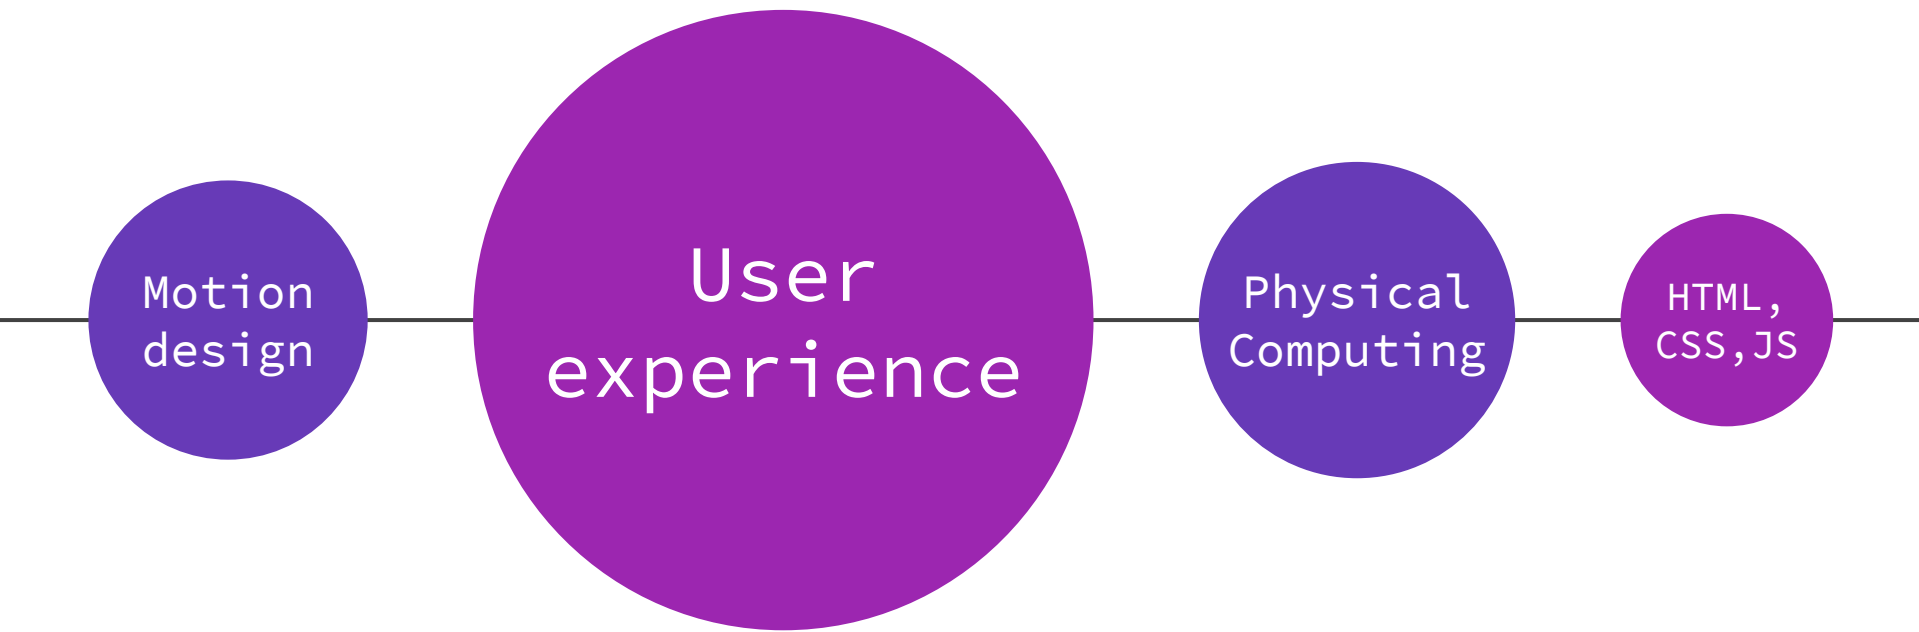 Motion
design
User
experience
Physical
Computing
HTML,
CSS,JS